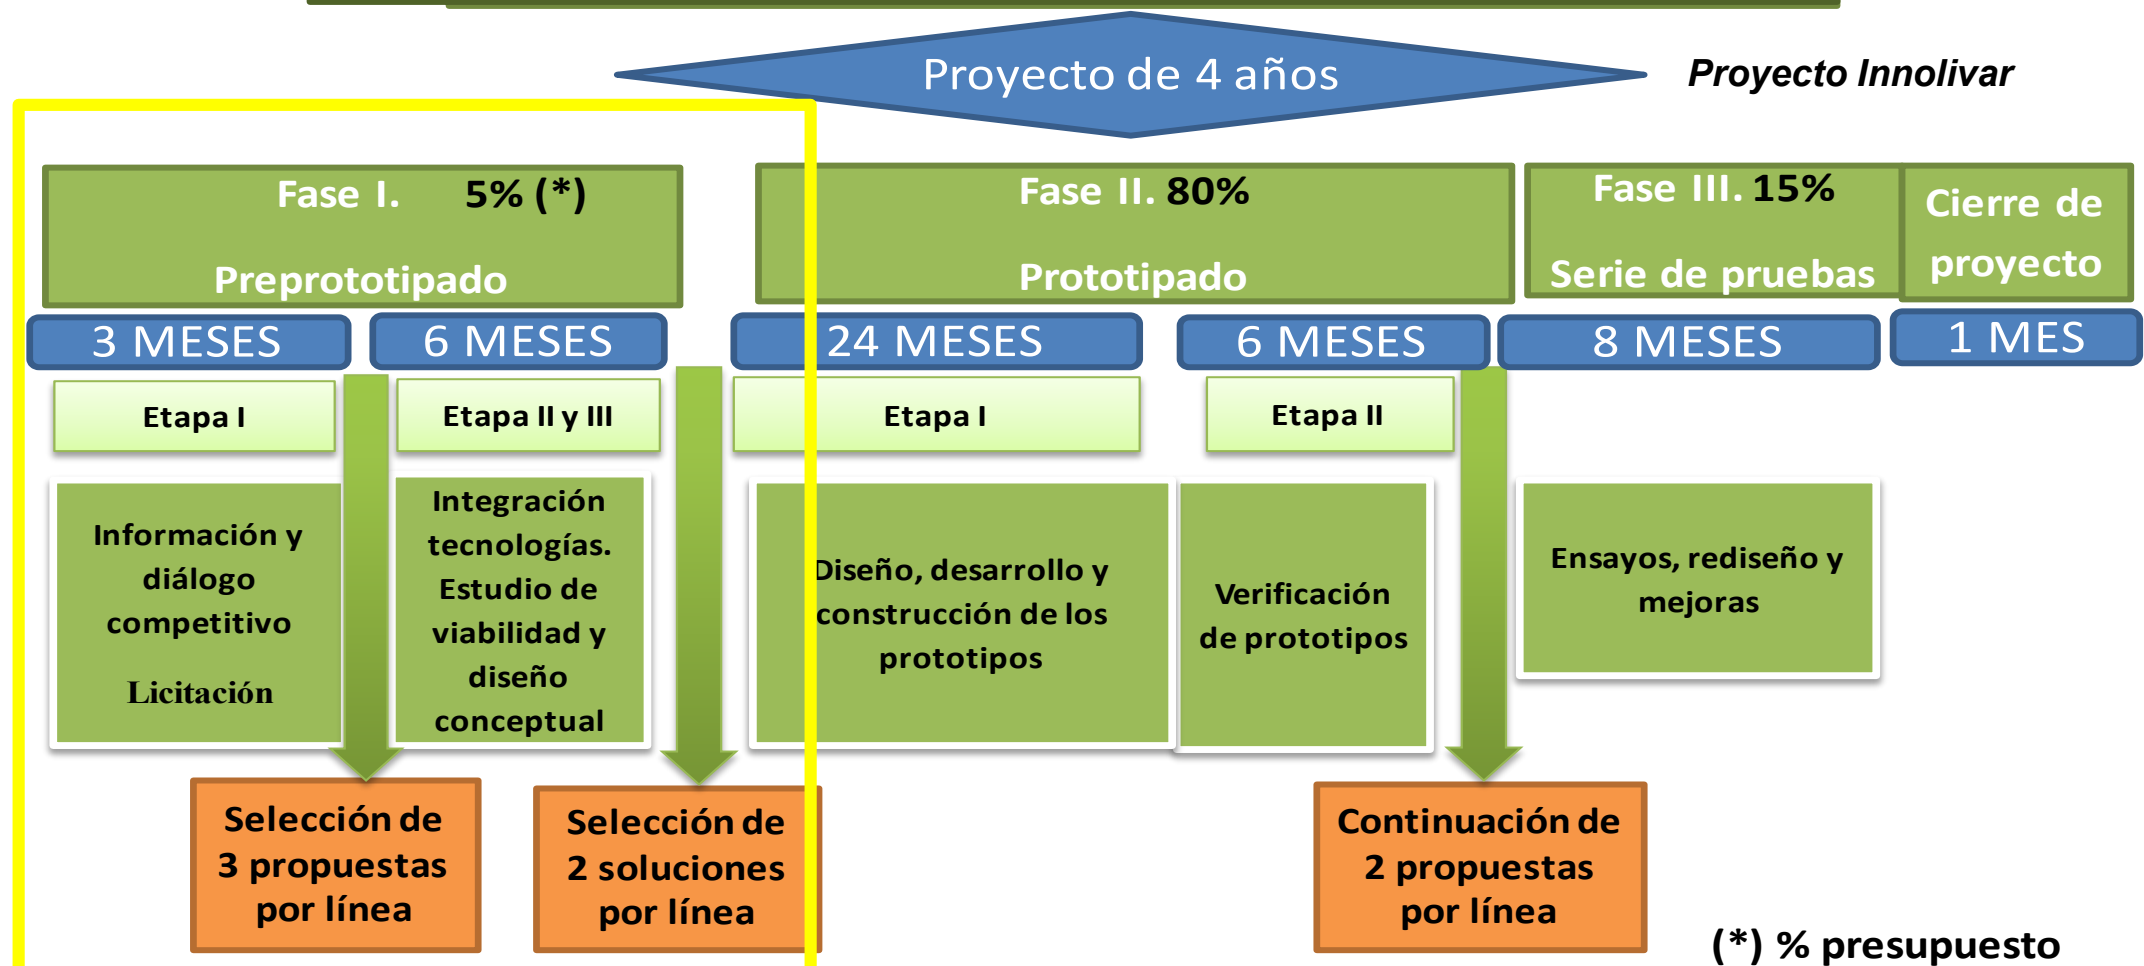 Proyecto de 4 años
Proyecto Innolivar
Fase I. 5% (*)
Preprototipado
Fase II. 80%
Prototipado
Fase III. 15%
Serie de pruebas
Cierre de
proyecto
3 MESES
6 MESES
24 MESES
6 MESES
8 MESES
1 MES
Etapa I
Etapa II y III
Etapa I
Etapa II
Información y
diálogo
competitivo
Licitación
Integración
tecnologías.
Estudio de
viabilidad y
diseño
conceptual
Diseño, desarrollo y
construcción de los
prototipos
Verificación
de prototipos
Ensayos, rediseño y
mejoras
Selección de
3 propuestas
por línea
Selección de
2 soluciones
por línea
Continuación de
2 propuestas
por línea
(*) % presupuesto